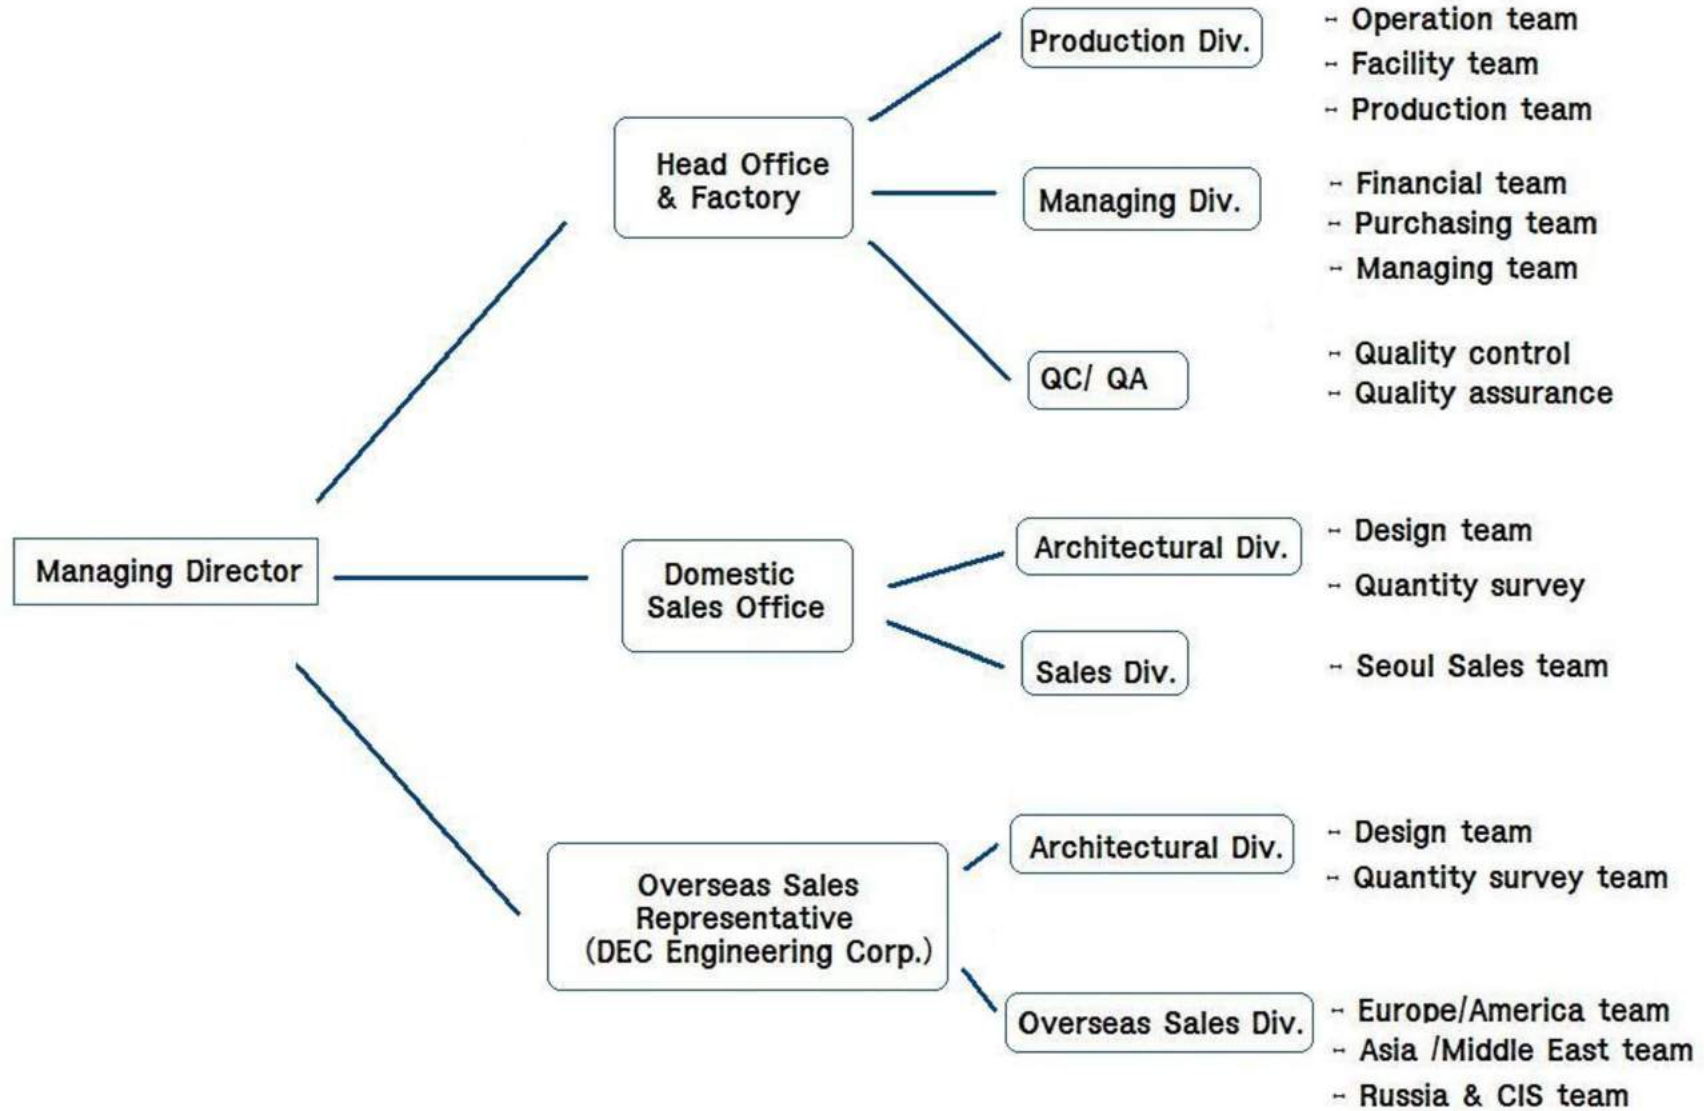 Production Div.
- Operation team
- Facility team
- Production team
Head Office
& Factory
Managing Div.
- Financial team
- Purchasing team
- Managing team
QC/ QA
- Quality control
- Quality assurance
Managing Director
Domestic
Sales Office
Architectural Div.
- Design team
- Quantity survey
Sales Div.
- Seoul Sales team
Overseas Sales
Representative
(DEC Engineering Corp.)
Architectural Div.
- Design team
- Quantity survey team
Overseas Sales Div.
- Europe/America team
- Asia /Middle East team
- Russia & CIS team